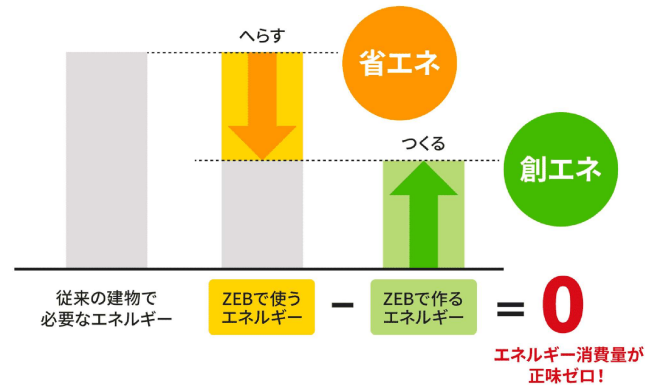 へらす
省エネ
つくる
創エネ
従来の建物で
必要なエネルギー
ZEBで使う
エネルギー
−
ZEBで作る
エネルギー
=
0
エネルギー消費量が
正味ゼロ！